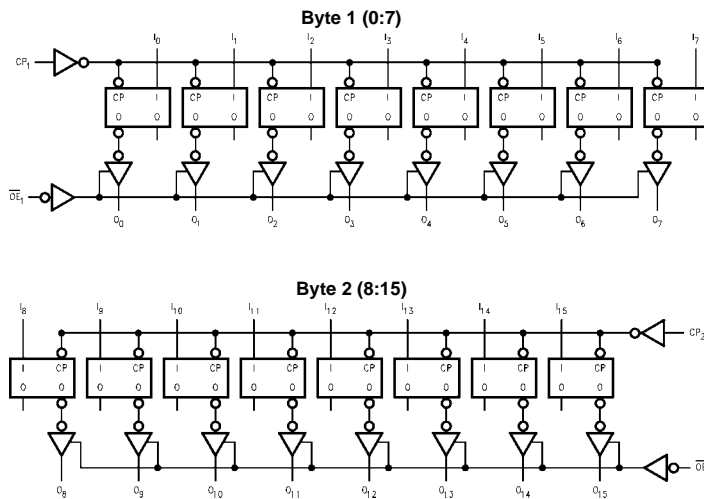 Byte 1 (0:7)
I0 I1 I2 I3 I4 I5 I6 I7
CP1
CP I CP I CP I CP I CP I CP I CP I CP I
O O O O O O O O O O O O O O O O
OE1
O0 O1 O2 O3 O4 O5 O6 O7
Byte 2 (8:15)
I8 I9 I10 I11 I12 I13 I14 I15
CP2
I CP I CP I CP I CP I CP I CP I CP I CP
O O O O O O O O O O O O O O O O
OE
O8 O9 O10 O11 O12 O13 O14 O15